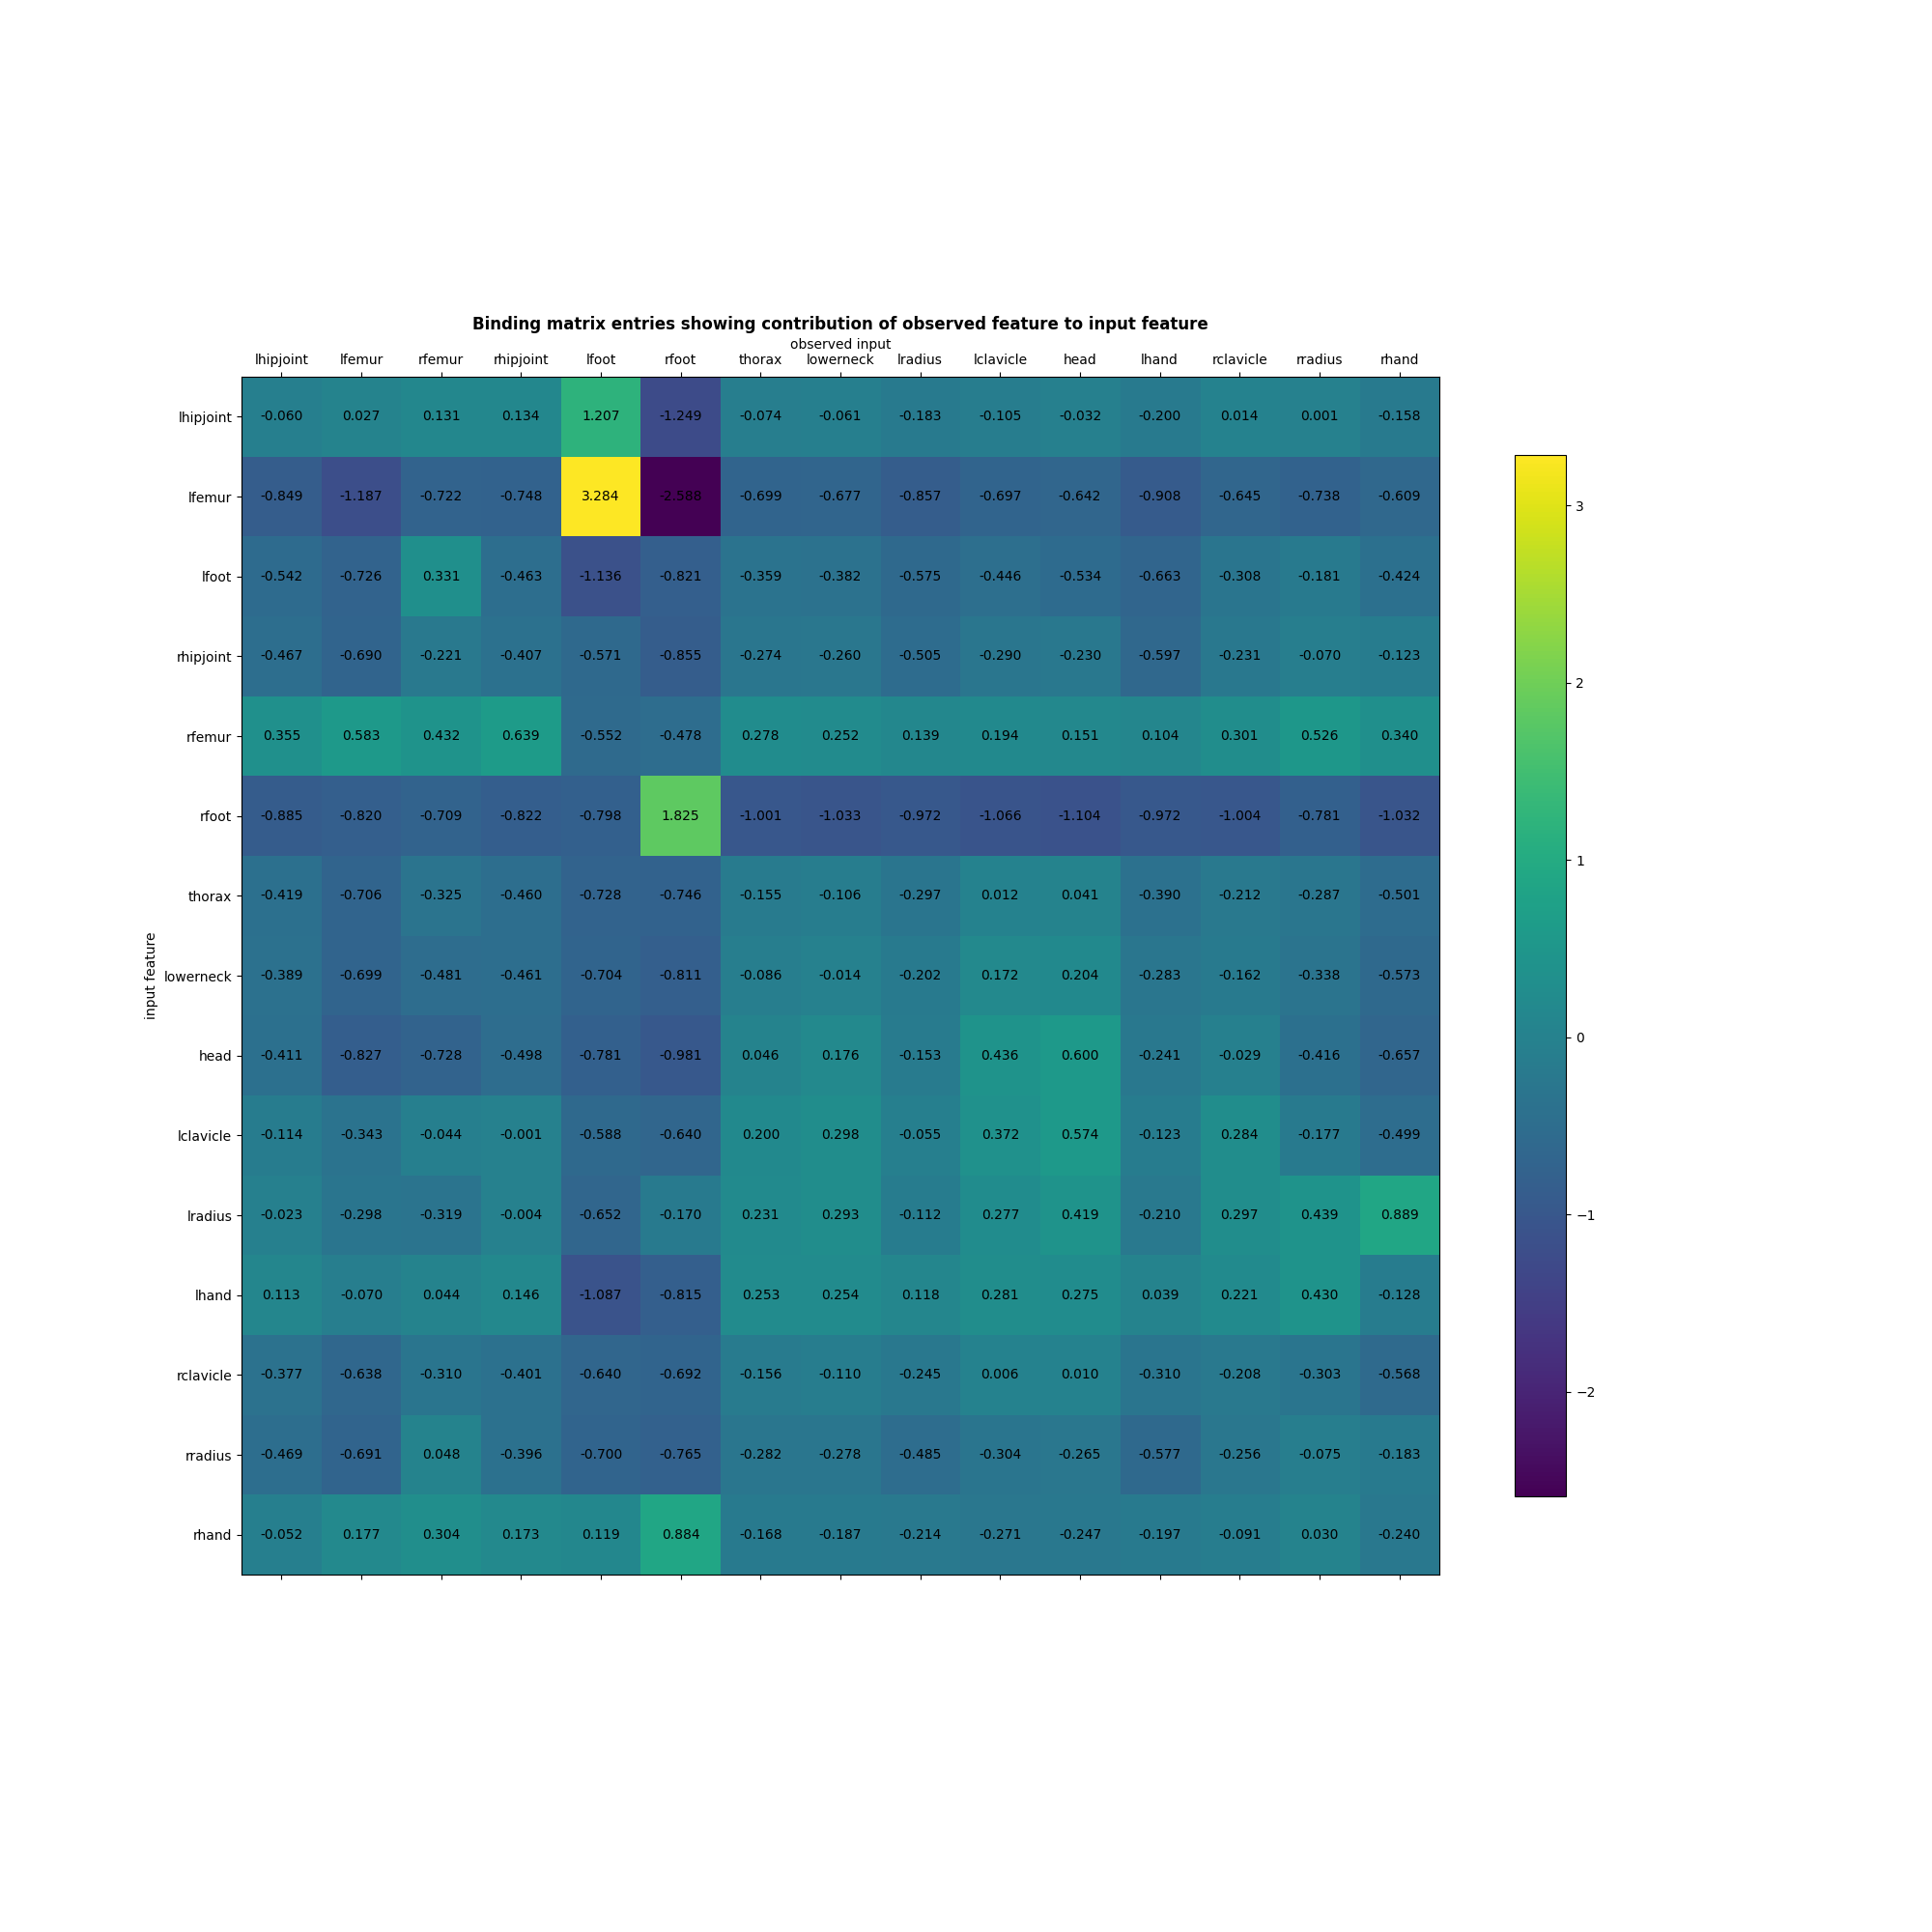 Binding matrix entries showing contribution of observed feature to input feature
observed input
lhipjoint lfemur rfemur rhipjoint lfoot rfoot thorax lowerneck lradius lclavicle head lhand rclavicle rradius rhand
lhipjoint -0.060 0.027 0.131 0.134 1.207 -1.249 -0.074 -0.061 -0.183 -0.105 -0.032 -0.200 0.014 0.001 -0.158
lfemur -0.849 -1.187 -0.722 -0.748 3.284 -2.588 -0.699 -0.677 -0.857 -0.697 -0.642 -0.908 -0.645 -0.738 -0.609
lfoot -0.542 -0.726 0.331 -0.463 -1.136 -0.821 -0.359 -0.382 -0.575 -0.446 -0.534 -0.663 -0.308 -0.181 -0.424
rhipjoint -0.467 -0.690 -0.221 -0.407 -0.571 -0.855 -0.274 -0.260 -0.505 -0.290 -0.230 -0.597 -0.231 -0.070 -0.123
rfemur 0.355 0.583 0.432 0.639 -0.552 -0.478 0.278 0.252 0.139 0.194 0.151 0.104 0.301 0.526 0.340
rfoot -0.885 -0.820 -0.709 -0.822 -0.798 1.825 -1.001 -1.033 -0.972 -1.066 -1.104 -0.972 -1.004 -0.781 -1.032
thorax -0.419 -0.706 -0.325 -0.460 -0.728 -0.746 -0.155 -0.106 -0.297 0.012 0.041 -0.390 -0.212 -0.287 -0.501
input feature
lowerneck -0.389 -0.699 -0.481 -0.461 -0.704 -0.811 -0.086 -0.014 -0.202 0.172 0.204 -0.283 -0.162 -0.338 -0.573
head -0.411 -0.827 -0.728 -0.498 -0.781 -0.981 0.046 0.176 -0.153 0.436 0.600 -0.241 -0.029 -0.416 -0.657
lclavicle -0.114 -0.343 -0.044 -0.001 -0.588 -0.640 0.200 0.298 -0.055 0.372 0.574 -0.123 0.284 -0.177 -0.499
lradius -0.023 -0.298 -0.319 -0.004 -0.652 -0.170 0.231 0.293 -0.112 0.277 0.419 -0.210 0.297 0.439 0.889
lhand 0.113 -0.070 0.044 0.146 -1.087 -0.815 0.253 0.254 0.118 0.281 0.275 0.039 0.221 0.430 -0.128
rclavicle -0.377 -0.638 -0.310 -0.401 -0.640 -0.692 -0.156 -0.110 -0.245 0.006 0.010 -0.310 -0.208 -0.303 -0.568
rradius -0.469 -0.691 0.048 -0.396 -0.700 -0.765 -0.282 -0.278 -0.485 -0.304 -0.265 -0.577 -0.256 -0.075 -0.183
rhand -0.052 0.177 0.304 0.173 0.119 0.884 -0.168 -0.187 -0.214 -0.271 -0.247 -0.197 -0.091 0.030 -0.240
3
2
1
0
−1
−2